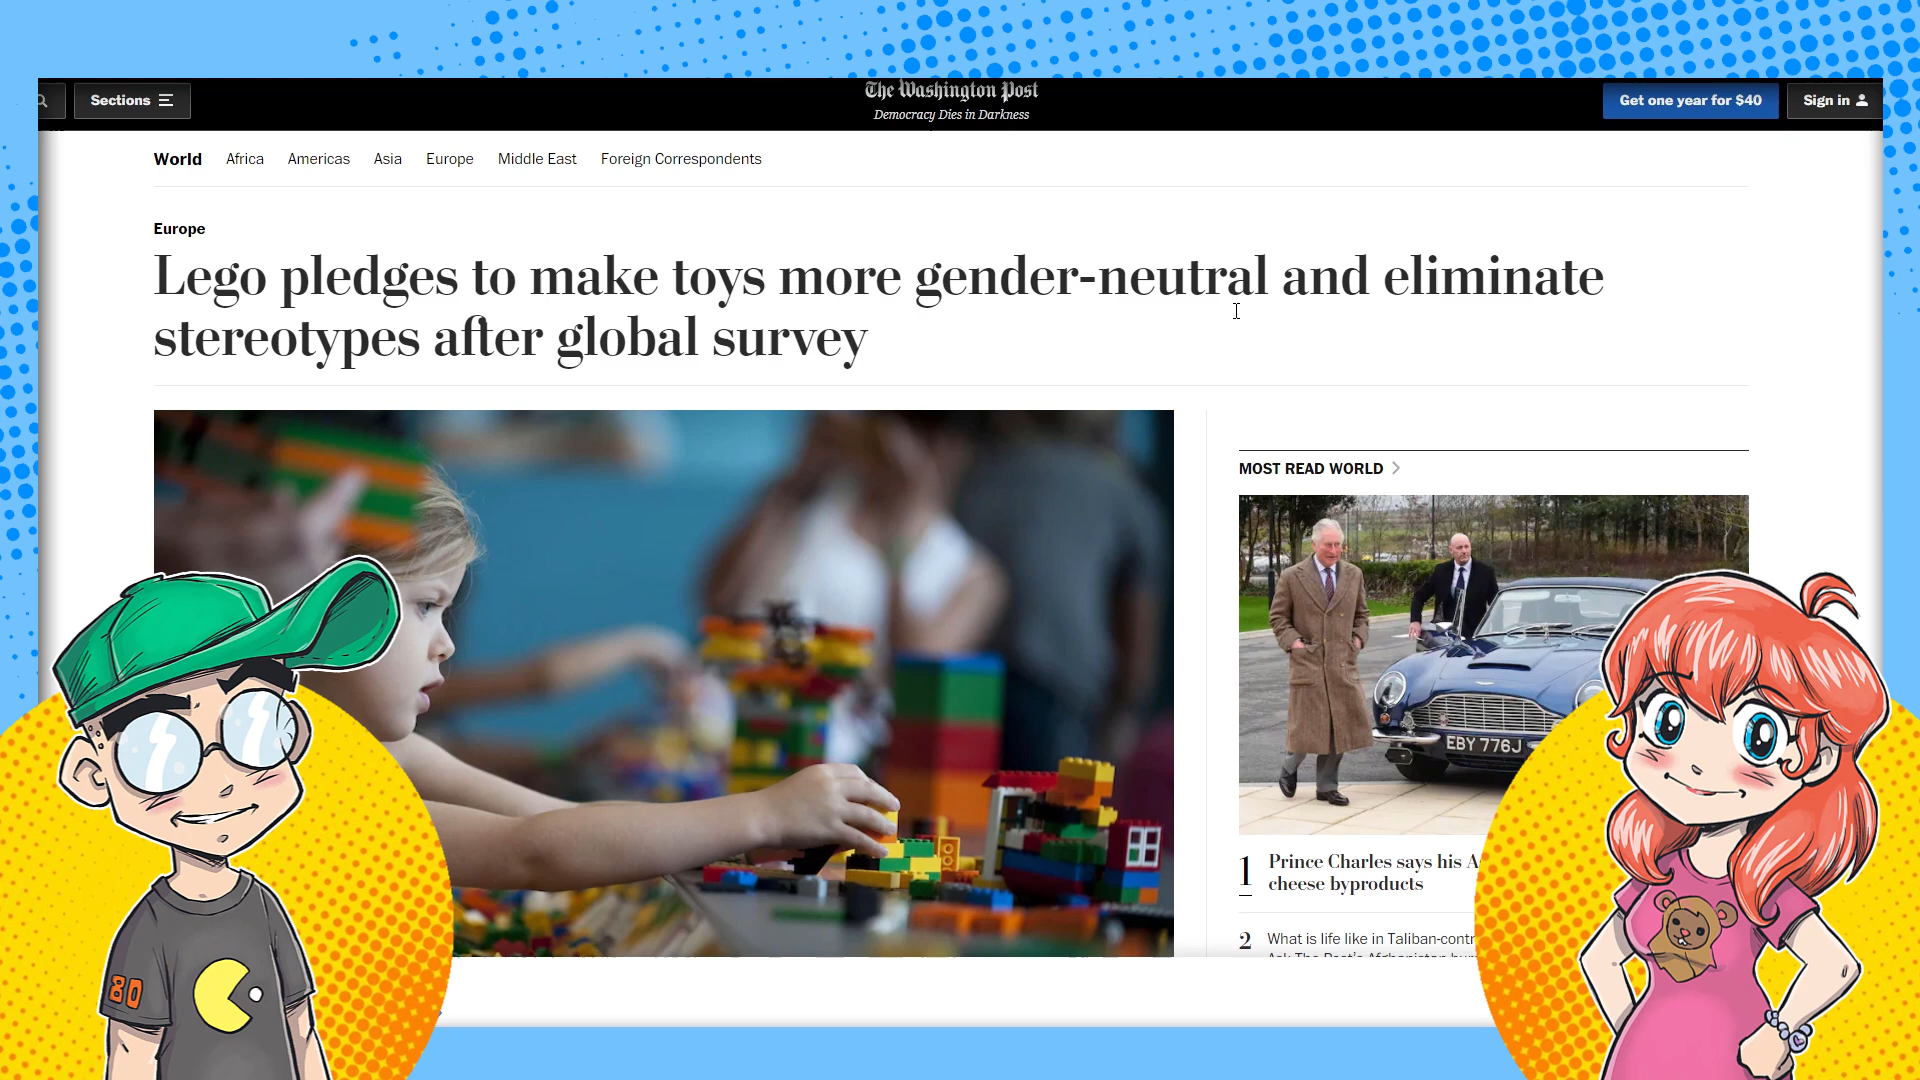 Sections
The Washington Post
Democracy Dies in Darkness
Get one year for $40
Sign in
World
Africa
Americas
Asia
Europe
Middle East
Foreign Correspondents
Europe
Lego pledges to make toys more gender-neutral and eliminate
stereotypes after global survey
MOST READ WORLD
EBY 776J
1
Prince Charles says his
cheese byproducts
2
What is life like in
80